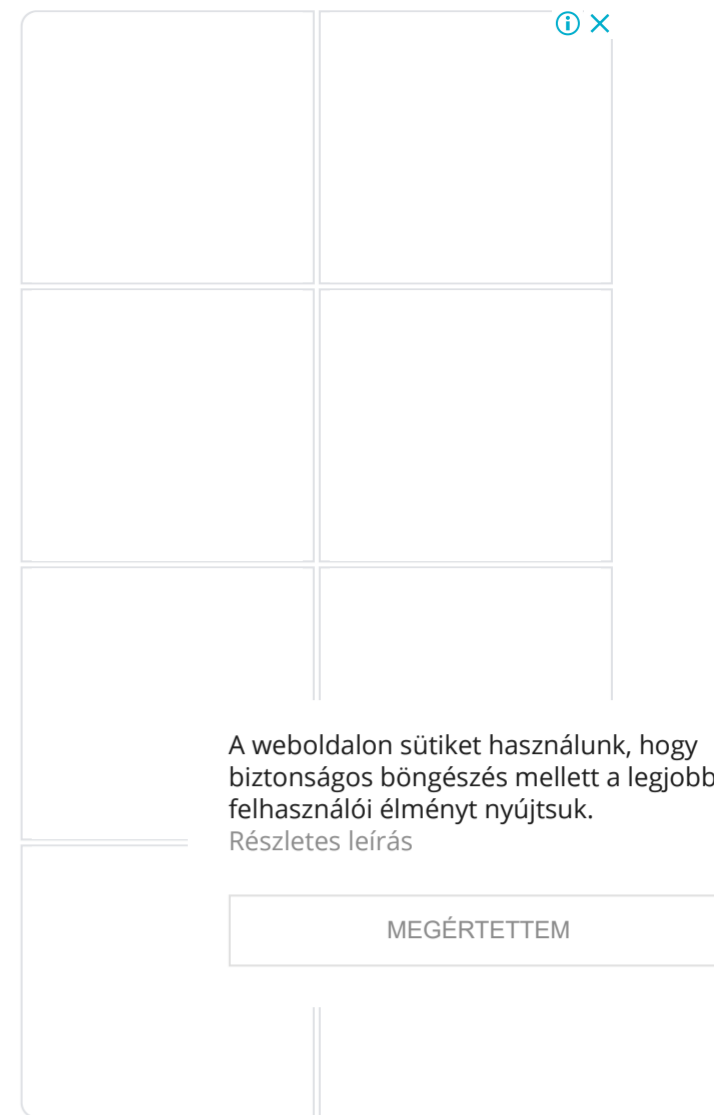 A weboldalon sütiket használunk, hogy
biztonságos böngészés mellett a legjobb
felhasználói élményt nyújtsuk.
Részletes leírás
MEGÉRTETTEM